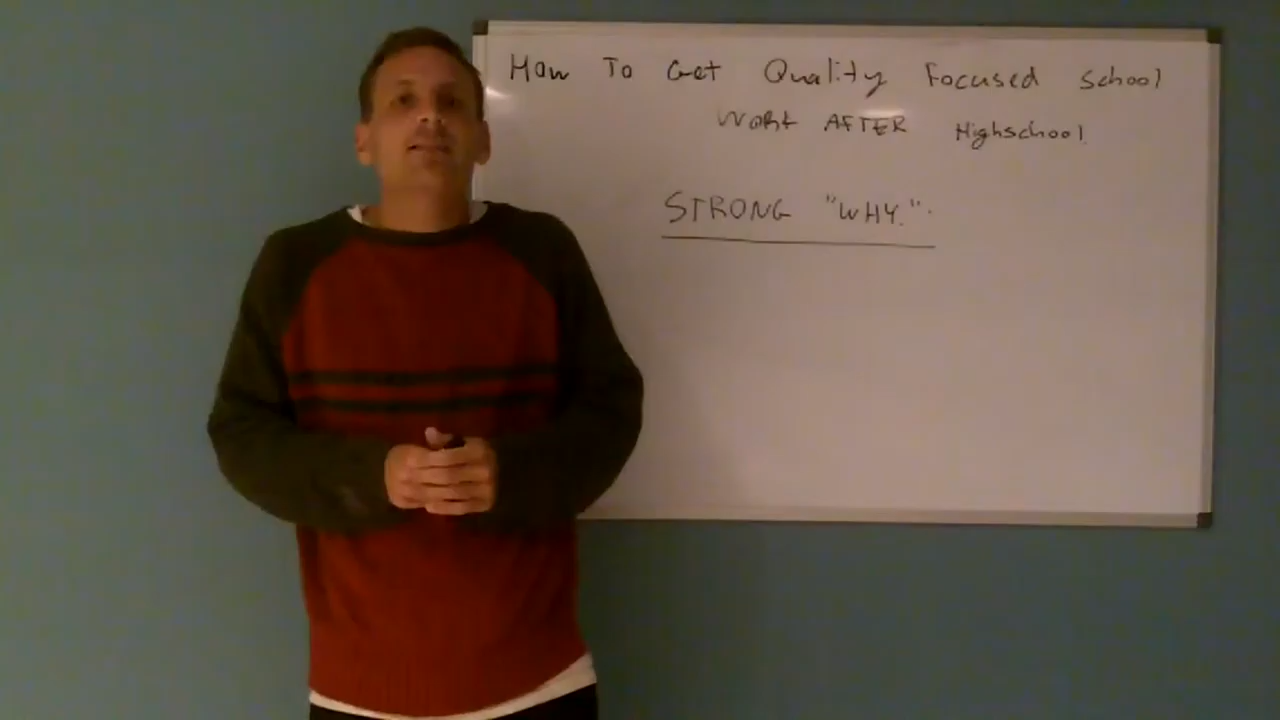 How To Get Quality Focused School
Work AFTER Highschool.
STRONG "WHY."